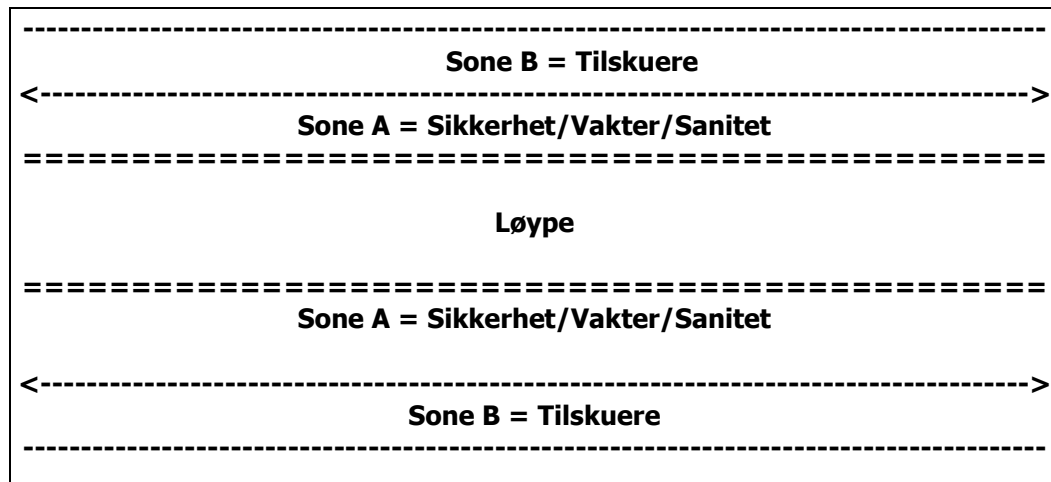 Sone B = Tilskuere
Sone A = Sikkerhet/Vakter/Sanitet
Løype
Sone A = Sikkerhet/Vakter/Sanitet
Sone B = Tilskuere